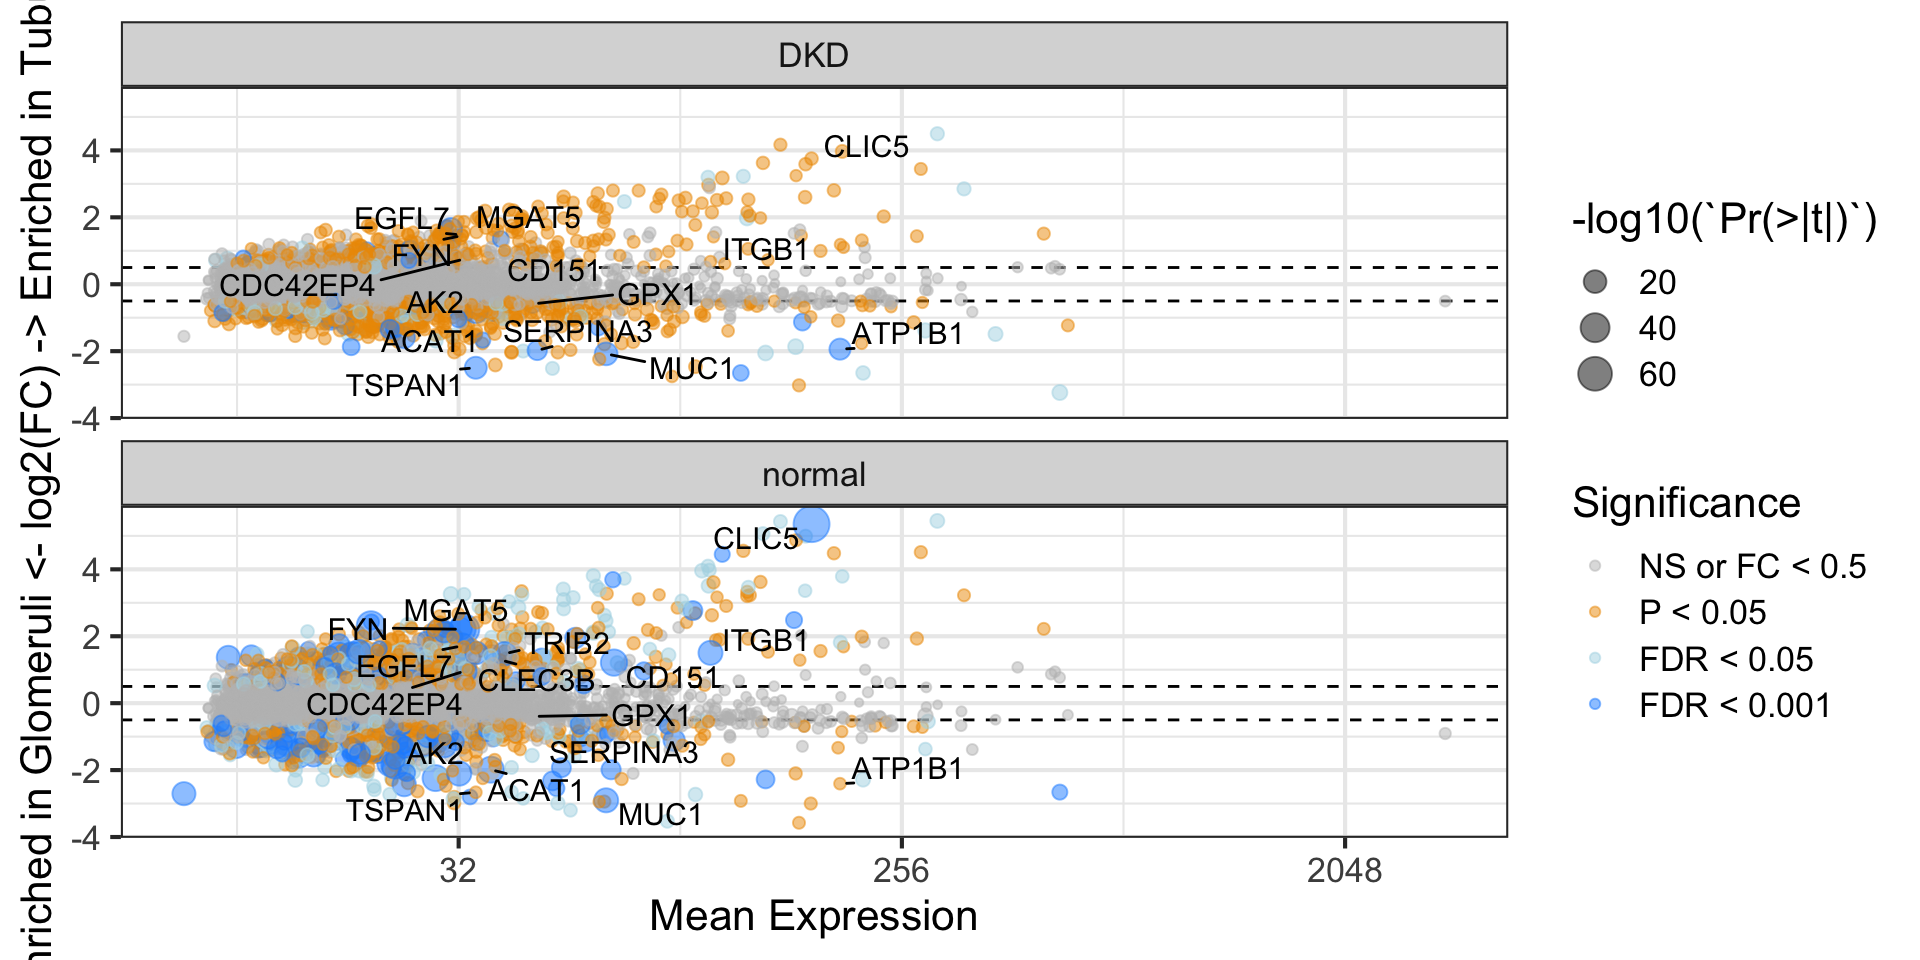 DKD
4
2
0
-2
-4
CLIC5
EGFL7
MGAT5
FYN
ITGB1
CD151
CDC42EP4
GPX1
AK2
SERPINA3
ATP1B1
ACAT1
MUC1
TSPAN1
normal
4
2
0
-2
-4
CLIC5
MGAT5
FYN
TRIB2
ITGB1
EGFL7
CLEC3B
CD151
CDC42EP4
GPX1
AK2
SERPINA3
ATP1B1
ACAT1
TSPAN1
MUC1
32
256
2048
Mean Expression
in Glomeruli <- log2(FC) -> Enriched in
-log10(`Pr(>|t|)`)
20
40
60
Significance
NS or FC < 0.5
P < 0.05
FDR < 0.05
FDR < 0.001